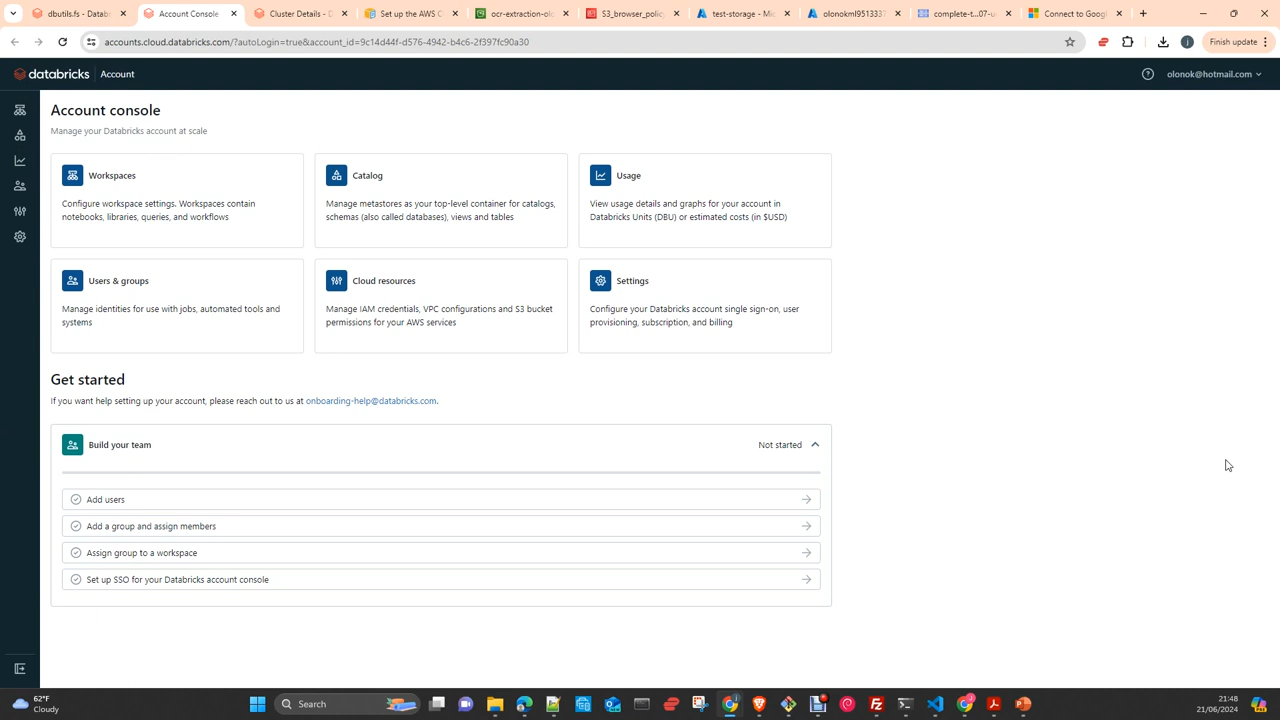 dbutils.fs - Datab
Account Console
Cluster Details - D
Set up the AWS C
ocr-extraction-olo
S3_browser_policy
test-storage - Mic
olonokml9513337
complete-t...07-u
Connect to Googl
accounts.cloud.databricks.com/?autoLogin=true&account_id=9c14d44f-d576-4942-b4c6-2f397fc90a30
Finish update
databricks
Account
olonok@hotmail.com
Account console
Manage your Databricks account at scale
Workspaces
Configure workspace settings. Workspaces contain
notebooks, libraries, queries, and workflows
Catalog
Manage metastores as your top-level container for catalogs,
schemas (also called databases), views and tables
Usage
View usage details and graphs for your account in
Databricks Units (DBU) or estimated costs (in $USD)
Users & groups
Manage identities for use with jobs, automated tools and
systems
Cloud resources
Manage IAM credentials, VPC configurations and S3 bucket
permissions for your AWS services
Settings
Configure your Databricks account single sign-on, user
provisioning, subscription, and billing
Get started
If you want help setting up your account, please reach out to us at onboarding-help@databricks.com.
Build your team
Not started
Add users
Add a group and assign members
Assign group to a workspace
Set up SSO for your Databricks account console
62°F
Cloudy
Search
21:48
21/06/2024